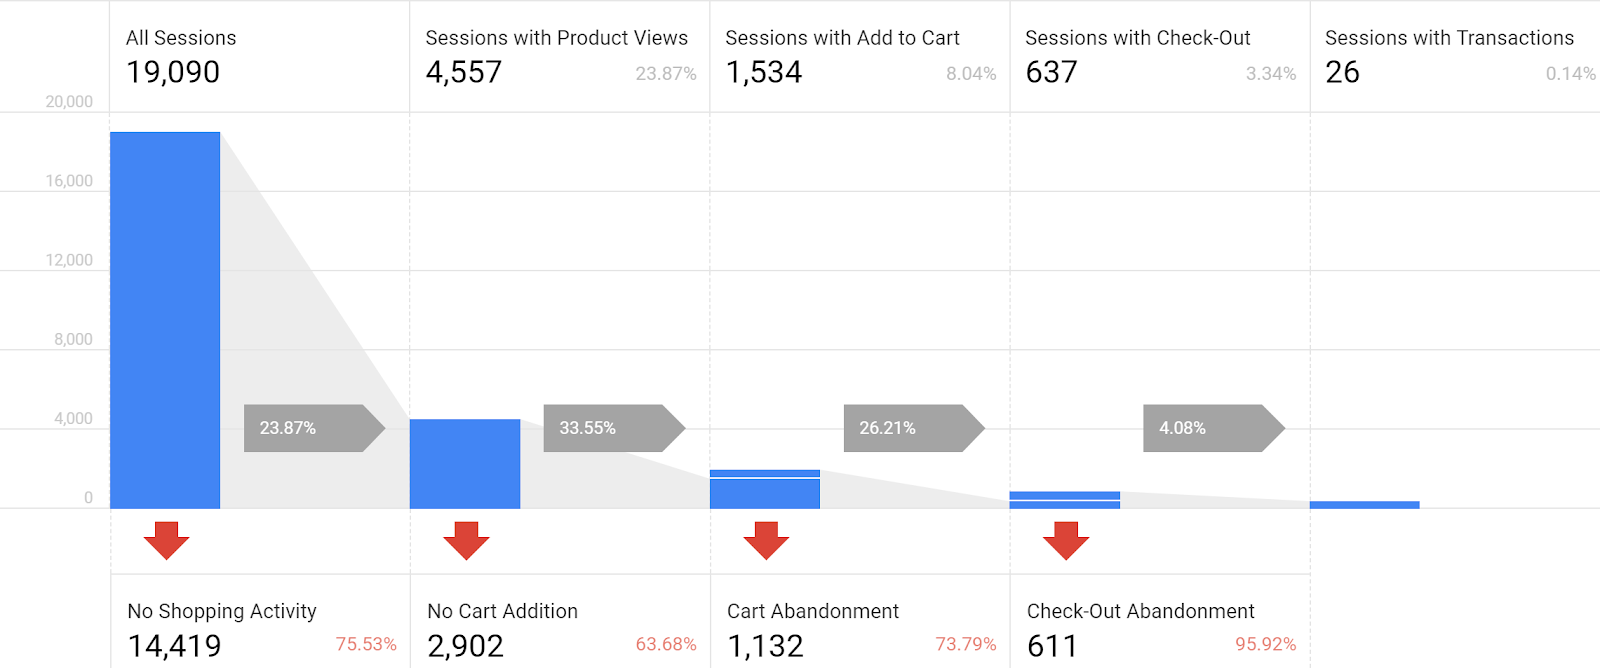 All Sessions
19,090
Sessions with Product Views
4,557 23.87%
Sessions with Add to Cart
1,534 8.04%
Sessions with Check-Out
637 3.34%
Sessions with Transactions
26 0.14%
20,000
16,000
12,000
8,000
4,000
0
23.87%
33.55%
26.21%
4.08%
No Shopping Activity
14,419 75.53%
No Cart Addition
2,902 63.68%
Cart Abandonment
1,132 73.79%
Check-Out Abandonment
611 95.92%